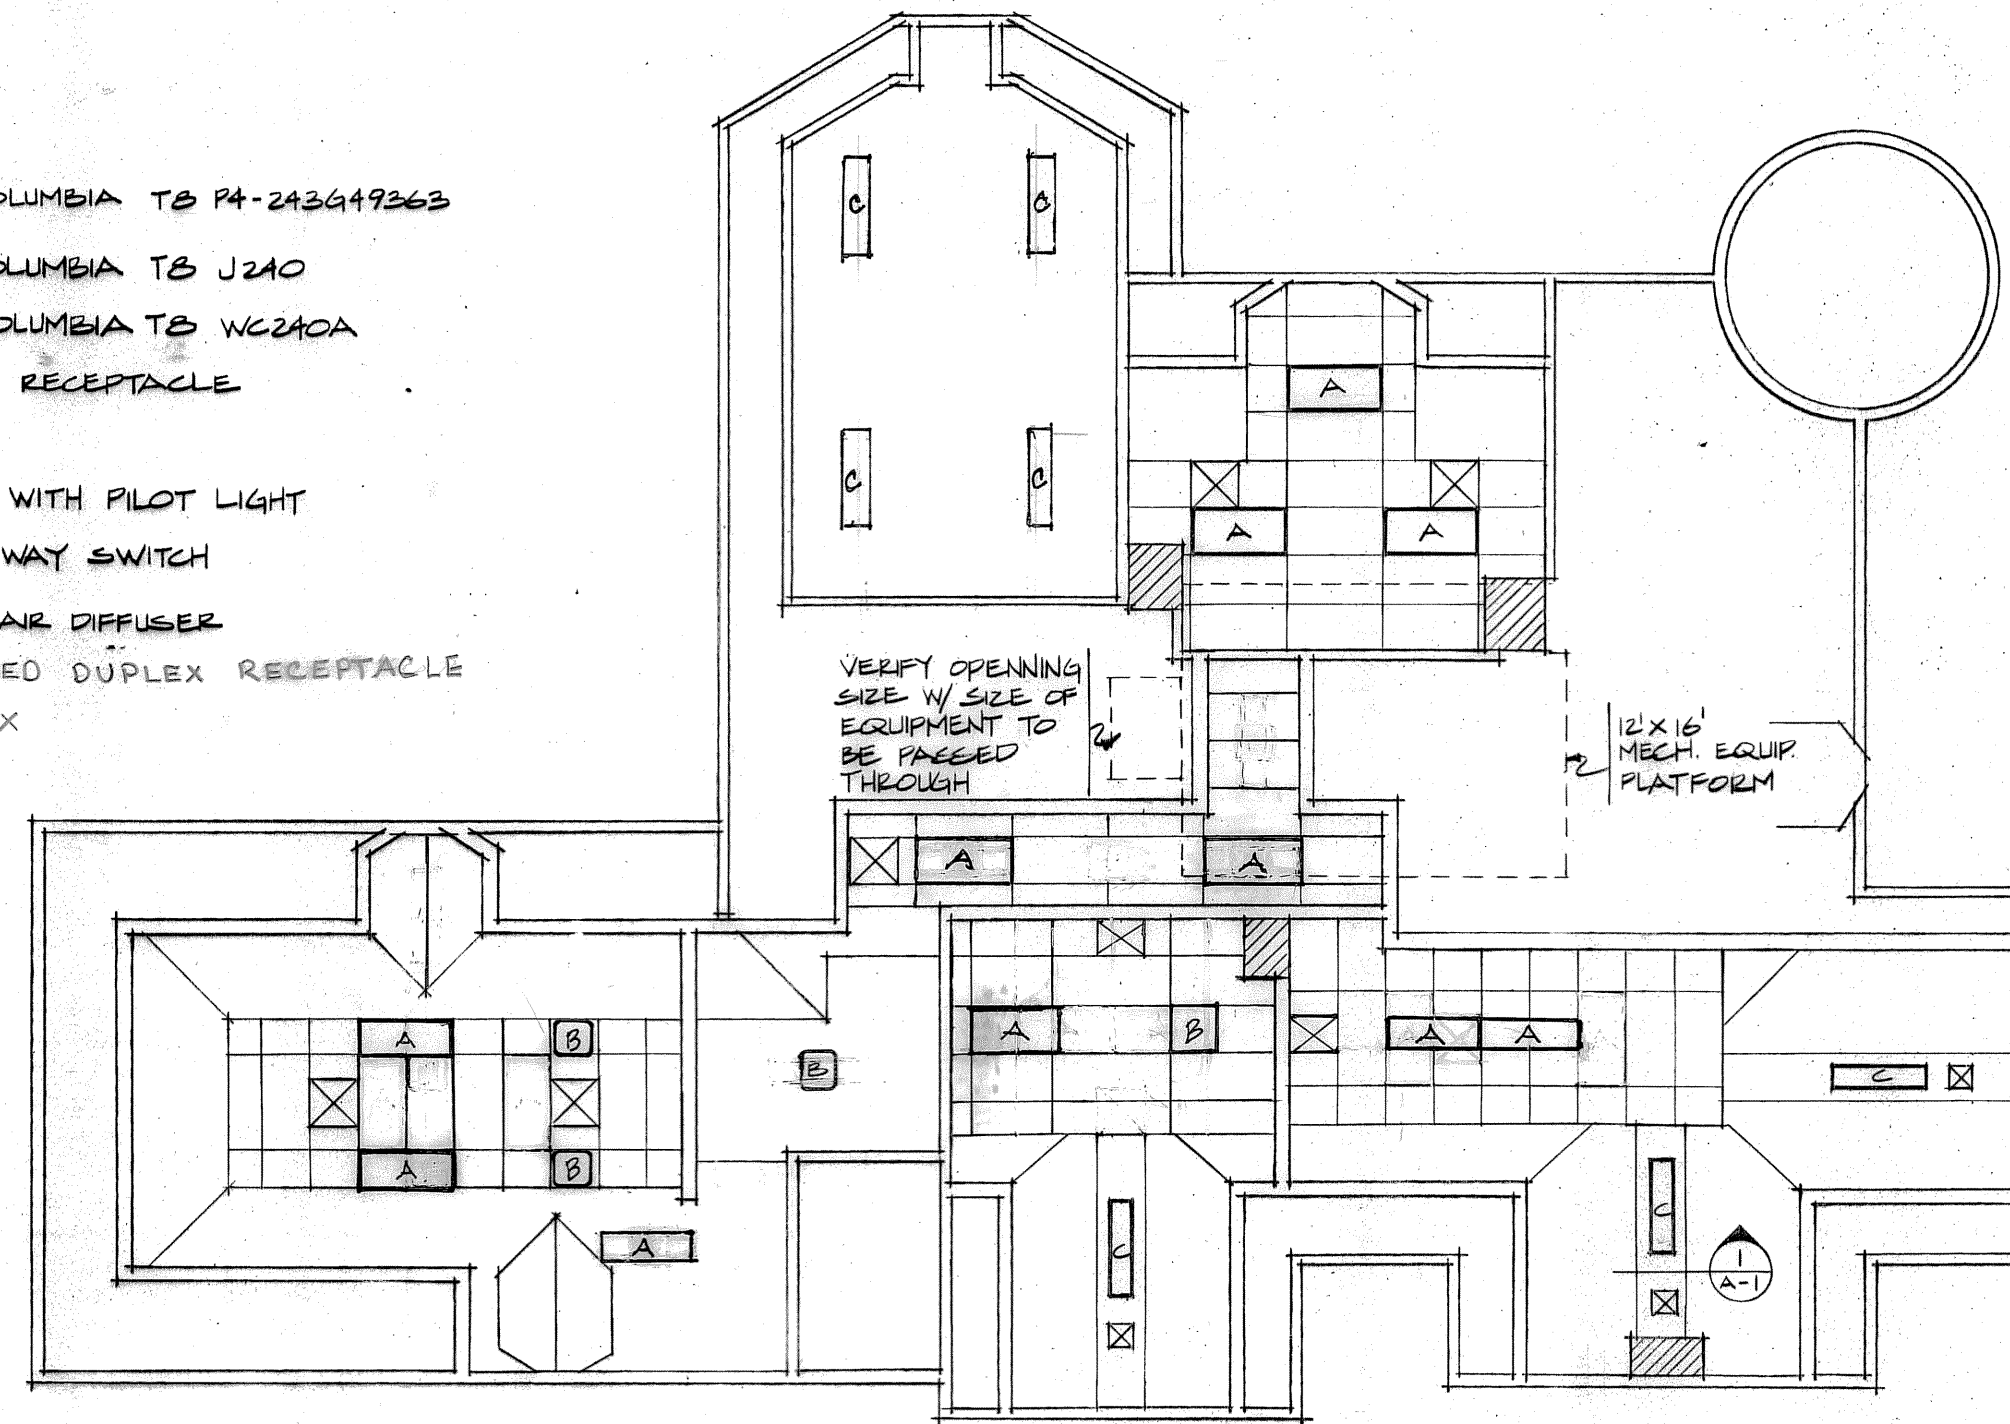 OLUMBIA T8 P4-243G49363
OLUMBIA T8 J240
OLUMBIA T8 WC240A
RECEPTACLE
WITH PILOT LIGHT
WAY SWITCH
AIR DIFFUSER
ED DUPLEX RECEPTACLE
X
C C
C C
A
A A
VERIFY OPENNING
SIZE W/ SIZE OF
EQUIPMENT TO
BE PASSED
THROUGH
12'X16'
MECH. EQUIP.
PLATFORM
A A
A B
B
A B
A A
C
A B
A
C
C
1
A-1